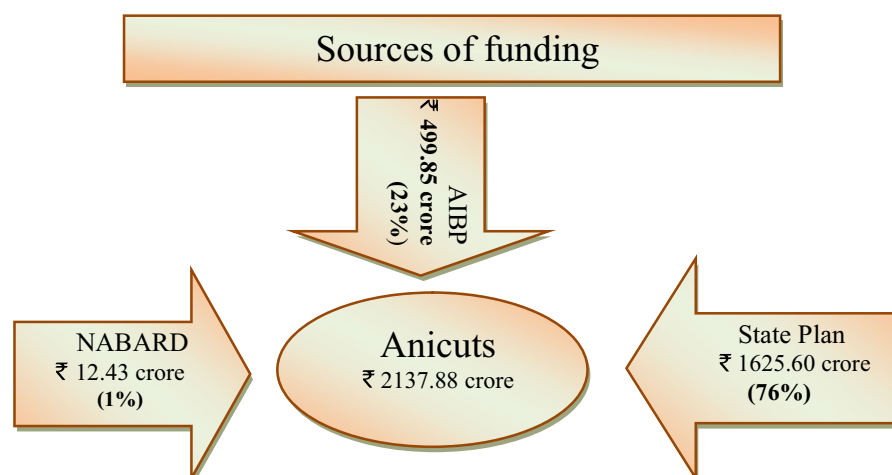 Sources of funding
AIBP
₹ 499.85 crore
(23%)
NABARD
₹ 12.43 crore
(1%)
Anicuts
₹ 2137.88 crore
State Plan
₹ 1625.60 crore
(76%)